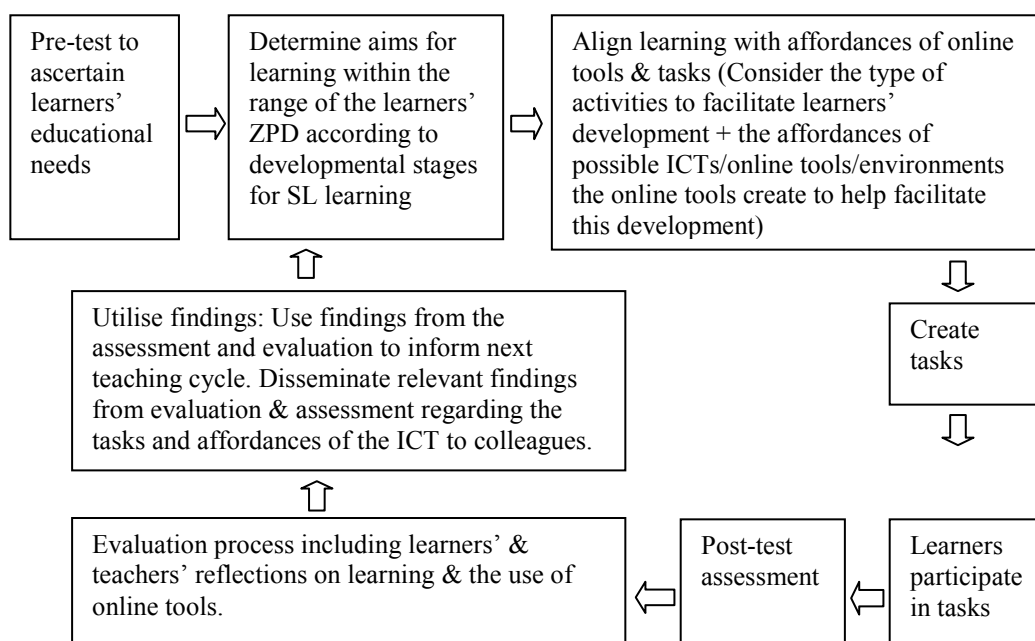 Pre-test to
ascertain
learners’
educational
needs
Determine aims for
learning within the
range of the learners’
ZPD according to
developmental stages
for SL learning
Align learning with affordances of online
tools & tasks (Consider the type of
activities to facilitate learners’
development + the affordances of
possible ICTs/online tools/environments
the online tools create to help facilitate
this development)
Create
tasks
Learners
participate
in tasks
Post-test
assessment
Evaluation process including learners’ &
teachers’ reflections on learning & the use of
online tools.
Utilise findings: Use findings from the
assessment and evaluation to inform next
teaching cycle. Disseminate relevant findings
from evaluation & assessment regarding the
tasks and affordances of the ICT to colleagues.